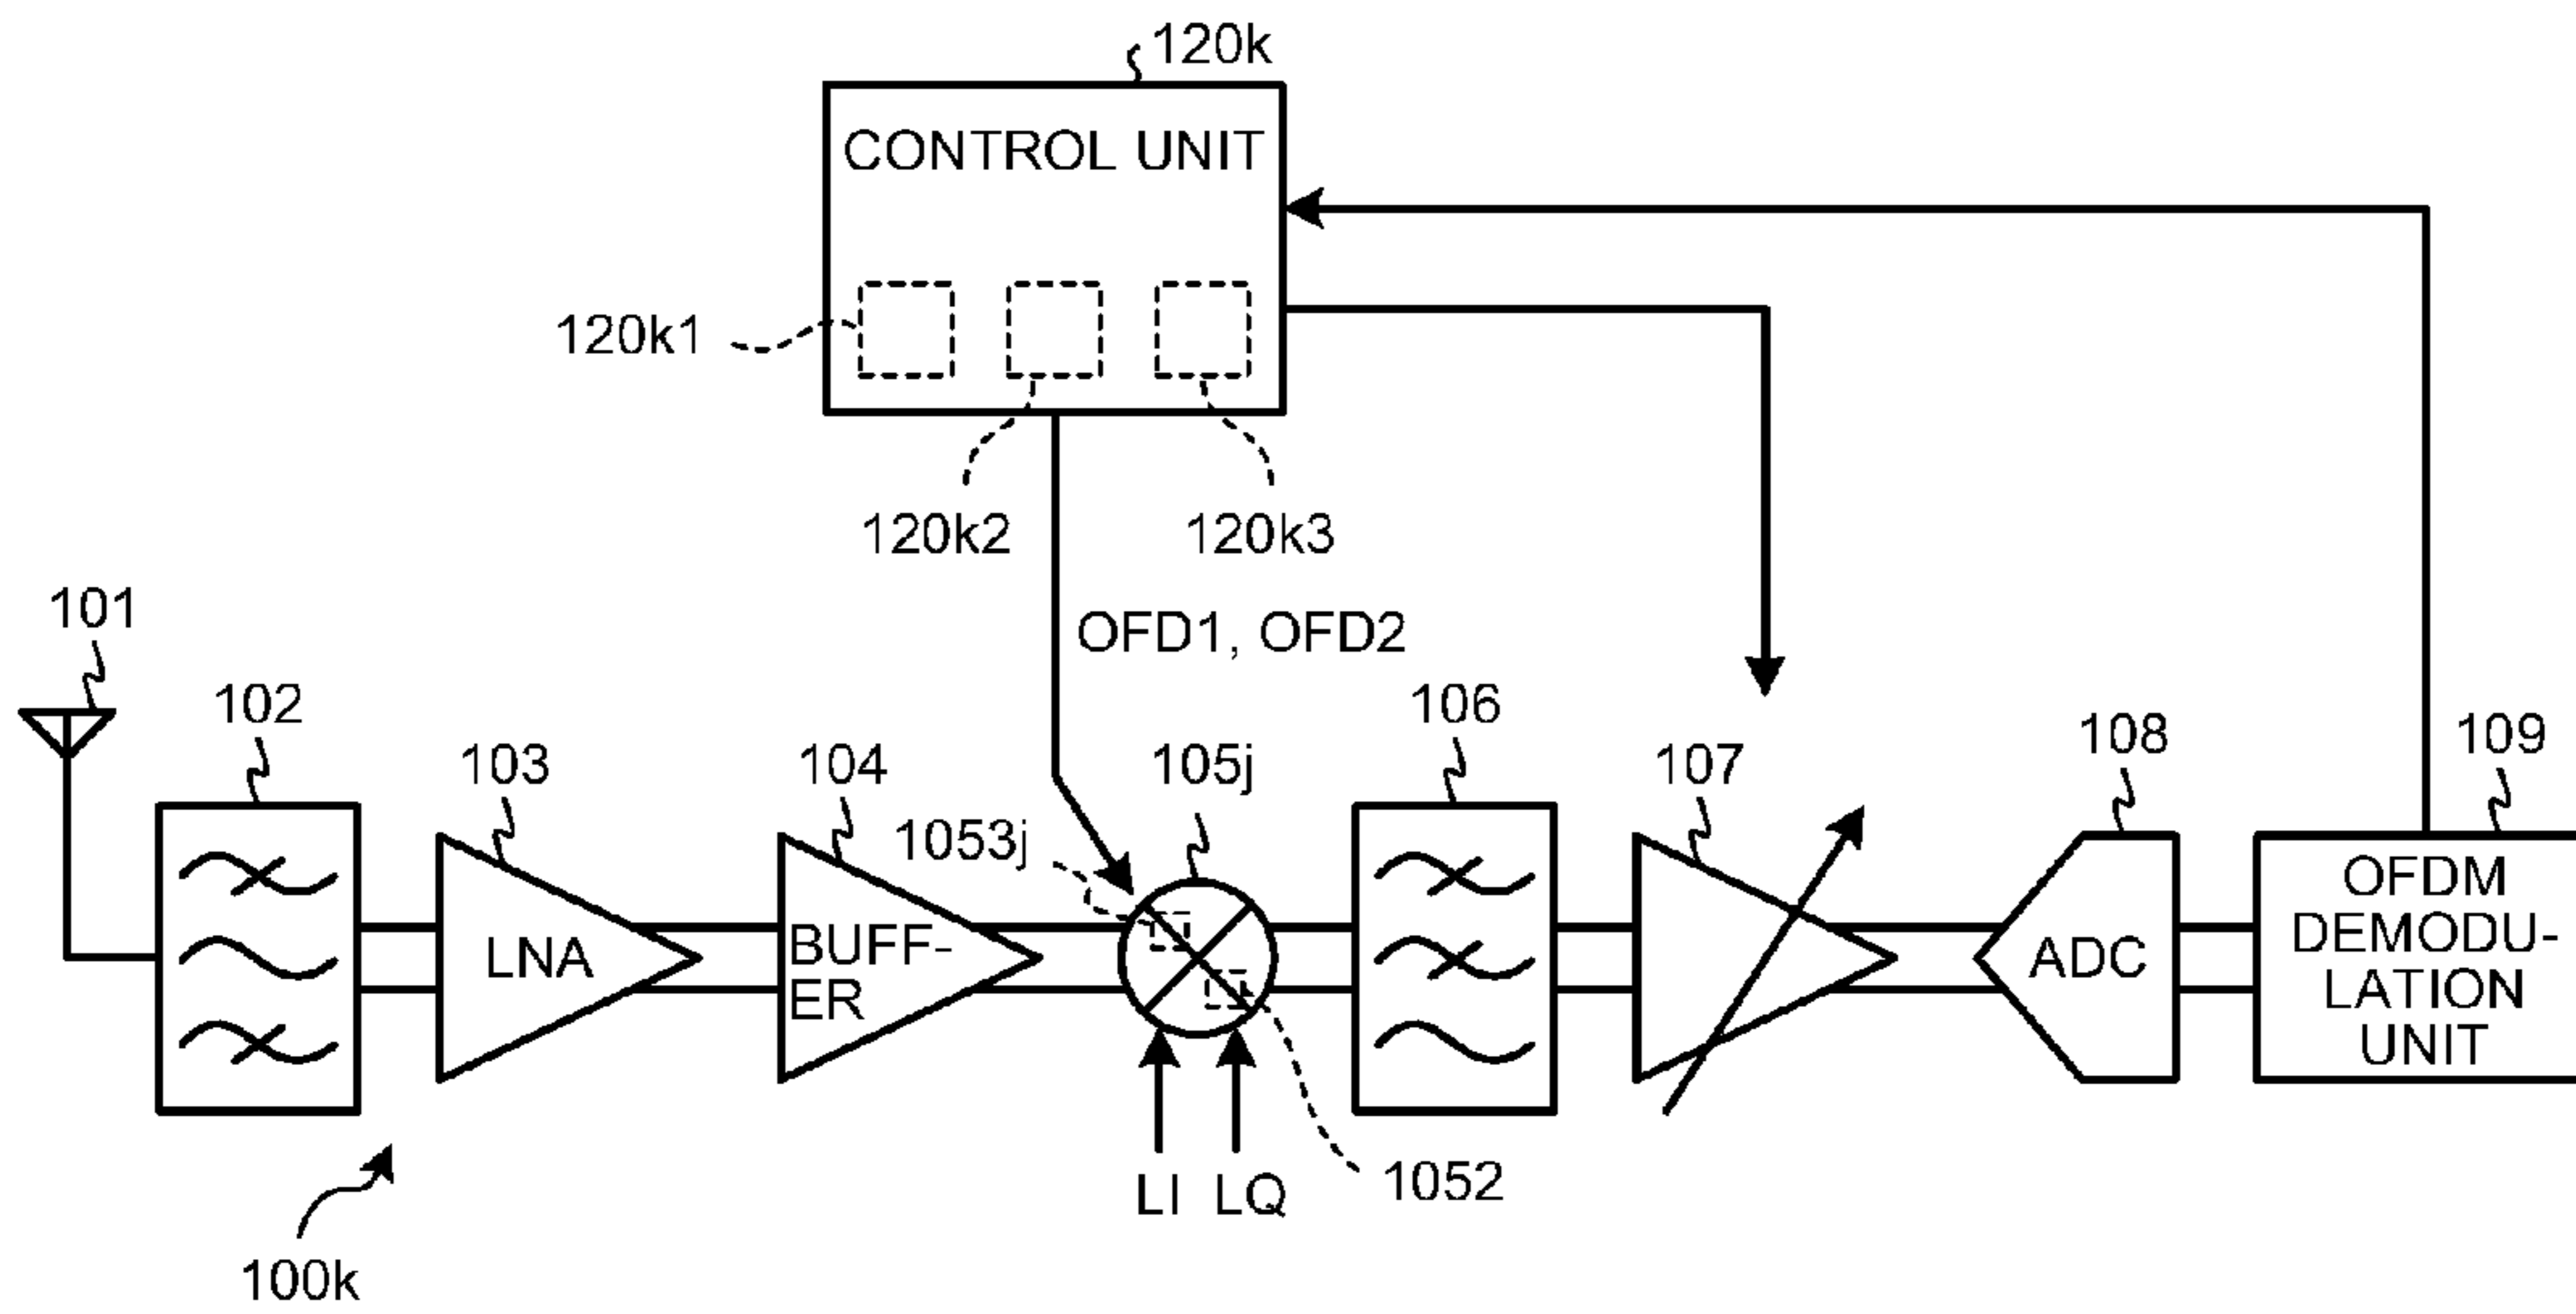 120k
CONTROL UNIT
120k1
120k2
120k3
101
OFD1, OFD2
102
106
103
104
105j
107
108
109
1053j
LNA
BUFF-
ER
ADC
OFDM
DEMODU-
LATION
UNIT
LI
LQ
1052
100k